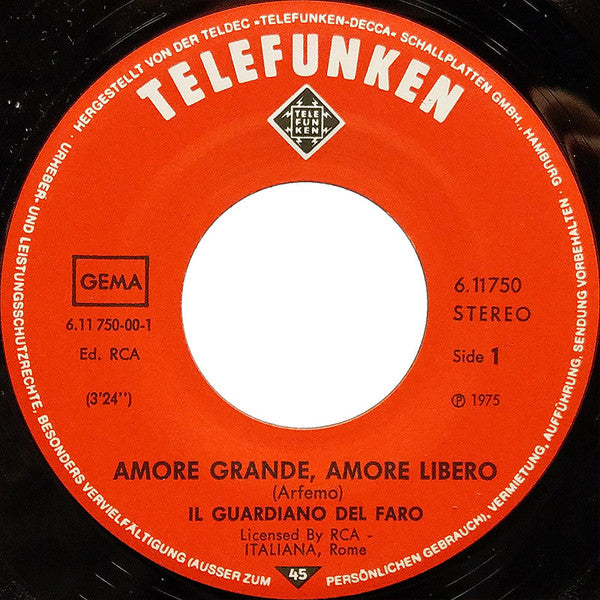 HERGESTELLT VON DER TELDEC »TELEFUNKEN-DECCA« SCHALLPLATTEN GMBH., HAMBURG ·
TELEFUNKEN
TELE
FUN
KEN
GEMA
6.11 750-00-1
Ed. RCA
(3'24")
6.11750
STEREO
Side 1
℗ 1975
AMORE GRANDE, AMORE LIBERO
(Arfemo)
IL GUARDIANO DEL FARO
Licensed By RCA -
ITALIANA, Rome
45
URHEBER- UND LEISTUNGSSCHUTZRECHTE, BESONDERS VERVIELFÄLTIGUNG (AUSSER ZUM PERSÖNLICHEN GEBRAUCH), VERMIETUNG, AUFFÜHRUNG, SENDUNG VORBEHALTEN ·